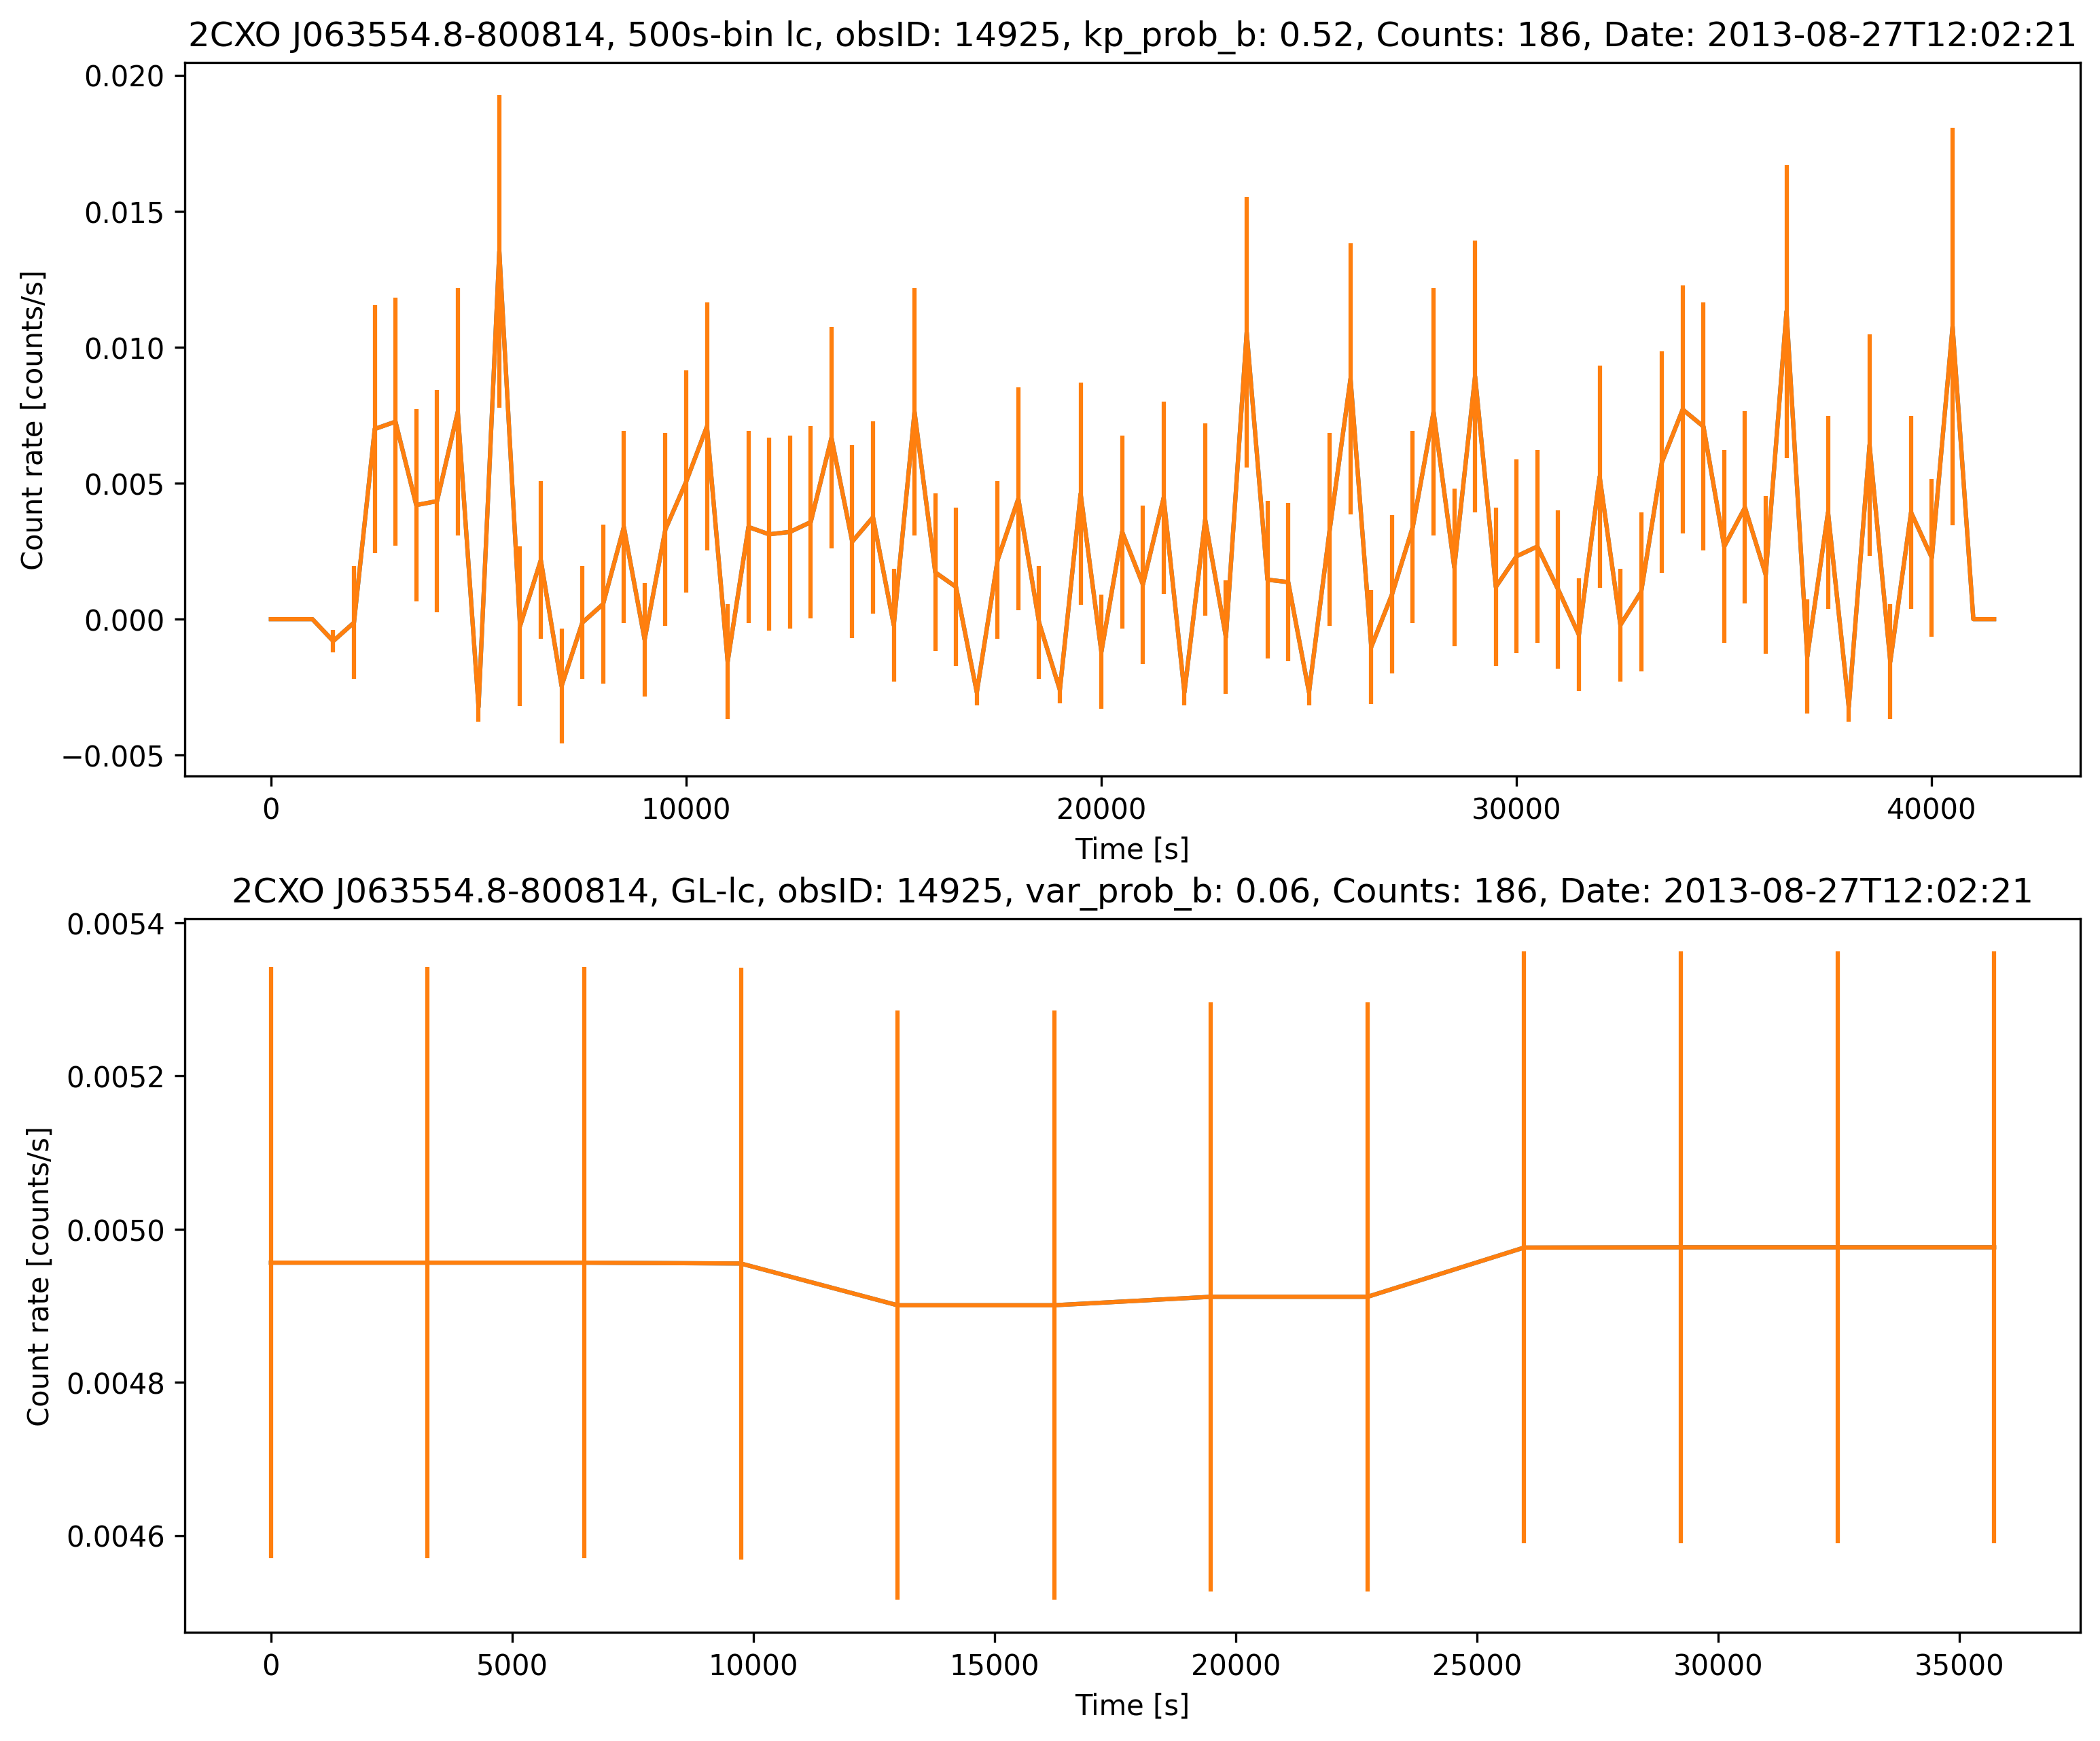 2CXO J063554.8-800814, 500s-bin lc, obsID: 14925, kp_prob_b: 0.52, Counts: 186, Date: 2013-08-27T12:02:21
0.020
0.015
0.010
0.005
0.000
−0.005
Count rate [counts/s]
0 10000 20000 30000 40000
Time [s]
2CXO J063554.8-800814, GL-lc, obsID: 14925, var_prob_b: 0.06, Counts: 186, Date: 2013-08-27T12:02:21
0.0054
0.0052
0.0050
0.0048
0.0046
Count rate [counts/s]
0 5000 10000 15000 20000 25000 30000 35000
Time [s]